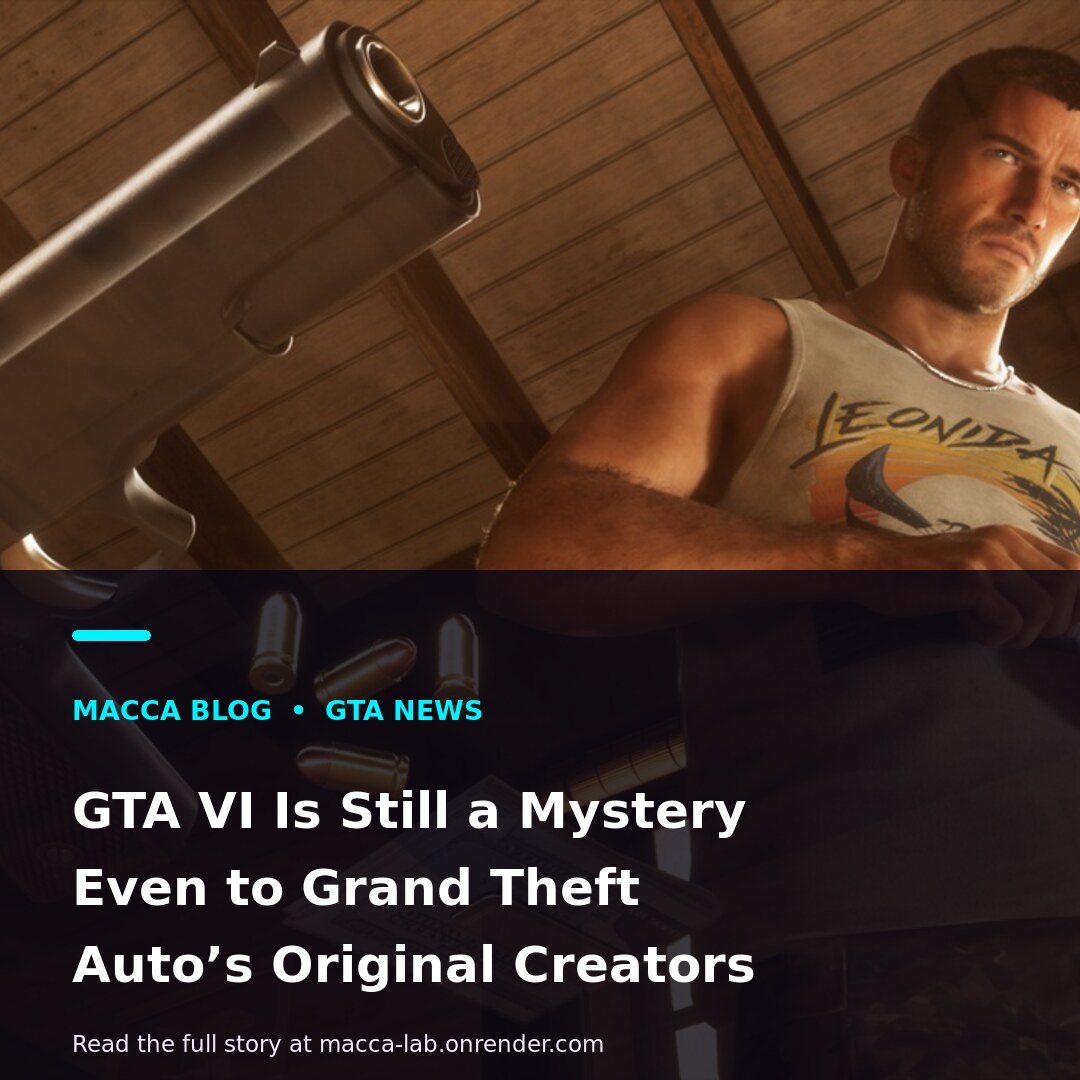 LEONIDA
MACCA BLOG • GTA NEWS
GTA VI Is Still a Mystery
Even to Grand Theft
Auto’s Original Creators
Read the full story at macca-lab.onrender.com